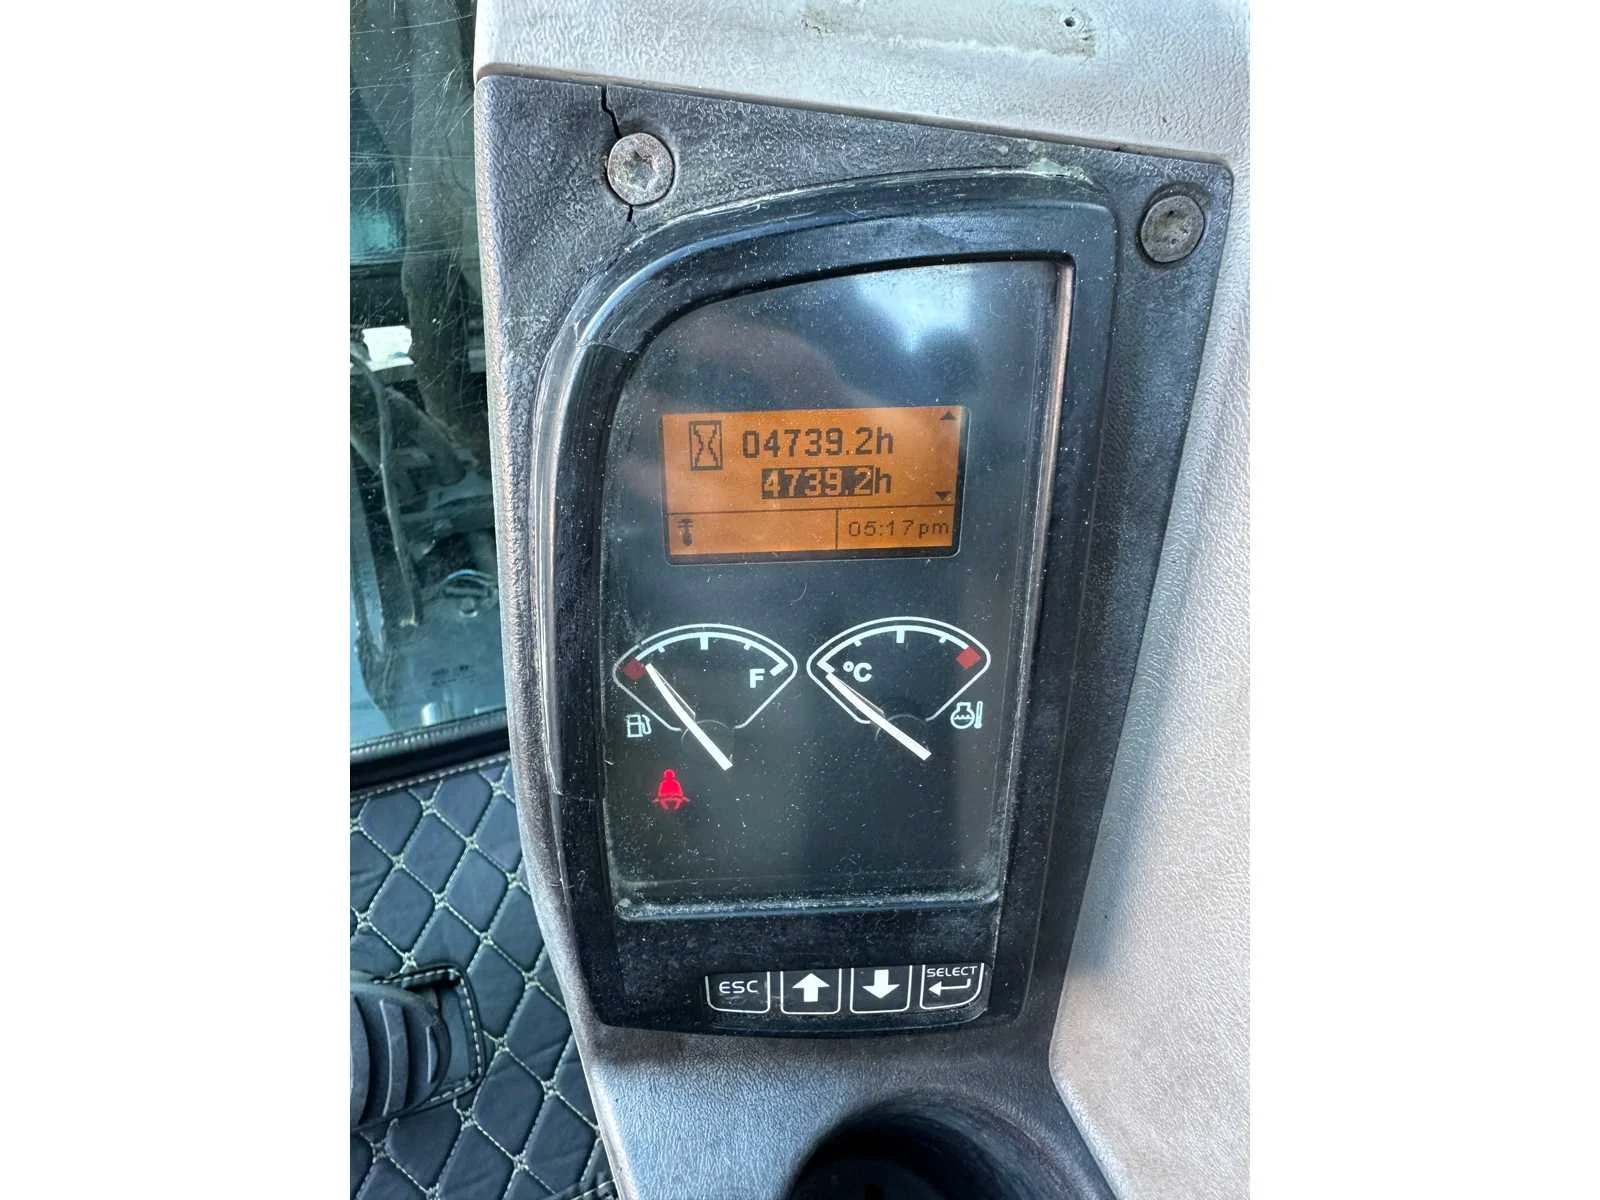 04739.2h
4739.2h
05:17pm
F
°C
ESC
SELECT